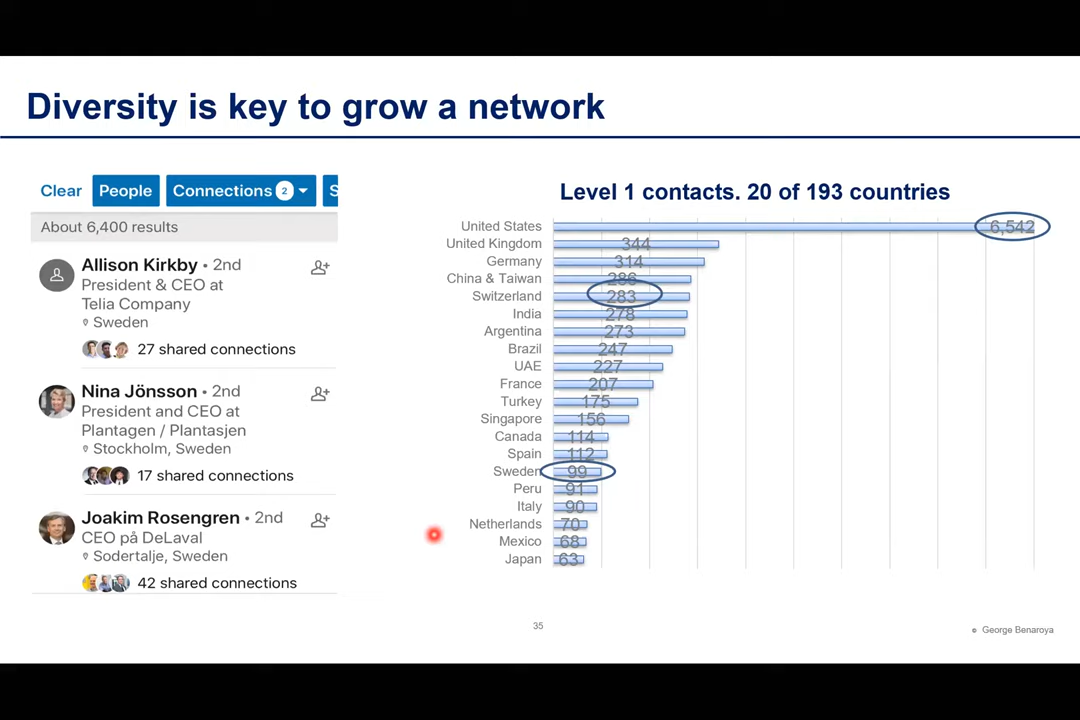 Diversity is key to grow a network
Clear People Connections 2 S
About 6,400 results
Allison Kirkby • 2nd
President & CEO at
Telia Company
Sweden
27 shared connections
Nina Jönsson • 2nd
President and CEO at
Plantagen / Plantasjen
Stockholm, Sweden
17 shared connections
Joakim Rosengren • 2nd
CEO på DeLaval
Sodertalje, Sweden
42 shared connections
Level 1 contacts. 20 of 193 countries
United States 6,542
United Kingdom 344
Germany 314
China & Taiwan 286
Switzerland 283
India 278
Argentina 273
Brazil 247
UAE 227
France 207
Turkey 175
Singapore 156
Canada 114
Spain 112
Sweden 99
Peru 91
Italy 90
Netherlands 70
Mexico 68
Japan 63
35
© George Benaroya